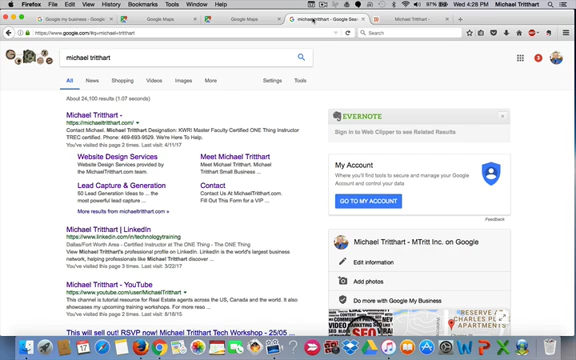 Firefox File Edit View History Bookmarks Tools Window Help
97% Wed 4:28 PM Michael Tritthart
Google my business - Google
Google Maps
Google Maps
michael tritthart - Google Sea
Michael Tritthart -
https://www.google.com/#q=michael+tritthart
Search
michael tritthart
3
All News Shopping Videos Images More Settings Tools
About 24,100 results (1.07 seconds)
Michael Tritthart -
https://michaeltritthart.com/
Contact Michael. Michael Tritthart Designation: KWRI Master Faculty Certified ONE Thing Instructor
TREC certified. Phone: 469-693-9529. We're Here To Help.
You've visited this page 2 times. Last visit: 4/11/17
Website Design Services
Website Design Services provided by
the MichaelTritthart.com team.
Meet Michael Tritthart
Michael Tritthart
Small Business ...
Lead Capture & Generation
60 Lead Generation Ideas to ... the
most powerful lead capture ...
Contact
Contact Us At MichaelTritthart.com.
Fill Out This Form for a VIP ...
More results from michaeltritthart.com »
Michael Tritthart | LinkedIn
https://www.linkedin.com/in/technologytraining
Dallas/Fort Worth Area - Certified Instructor at The ONE Thing - The ONE Thing
View Michael Tritthart's professional profile on LinkedIn. LinkedIn is the world's largest business
network, helping professionals like Michael Tritthart discover ...
You've visited this page 3 times. Last visit: 3/22/17
Michael Tritthart - YouTube
https://www.youtube.com/user/MichaelTritthart
This channel is tutorial resource for Real Estate agents across the US, Canada and the world. It also
showcases my upcoming training workshops. For more reso ...
You've visited this page 2 times. Last visit: 8/18/15
This will sell out! RSVP now! Michael Tritthart Tech Workshop - 25/05 ...
EVERNOTE
Sign in to Web Clipper to see Related Results
My Account
Where you'll find tools to secure and manage your
Google Account and control your data
GO TO MY ACCOUNT
Feedback
Michael Tritthart - MTritt Inc. on Google
Edit information
Add photos
Do more with Google My Business
RESERVE /
CHARLES PL
APARTMENTS